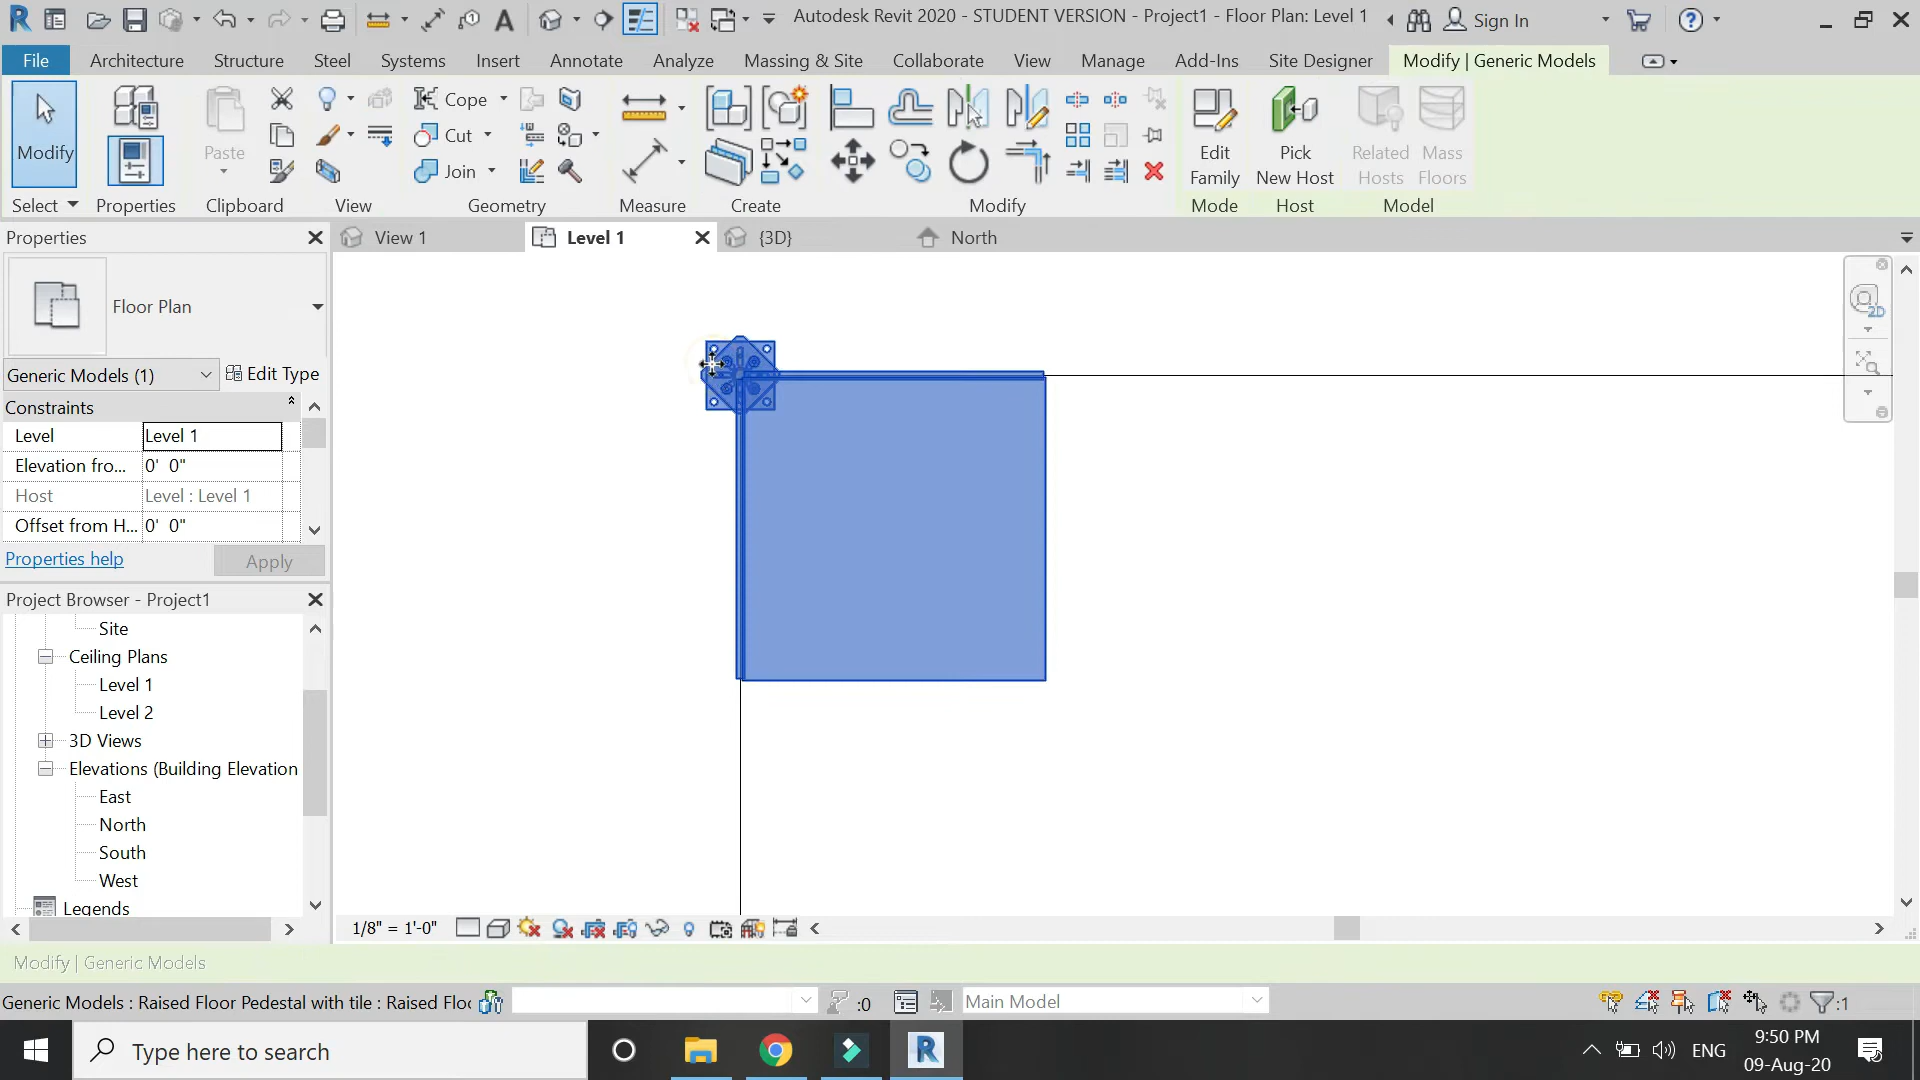 Autodesk Revit 2020 - STUDENT VERSION - Project1 - Floor Plan: Level 1
Sign In
File
Architecture
Structure
Steel
Systems
Insert
Annotate
Analyze
Massing & Site
Collaborate
View
Manage
Add-Ins
Site Designer
Modify | Generic Models
Modify
Paste
Cope
Cut
Join
Edit
Family
Pick
New Host
Related
Hosts
Mass
Floors
Select
Properties
Clipboard
View
Geometry
Measure
Create
Modify
Mode
Host
Model
Properties
View 1
Level 1
{3D}
North
2D
Floor Plan
Generic Models (1)
Edit Type
Constraints
Level
Level 1
Elevation fro...
0' 0"
Host
Level : Level 1
Offset from H...
0' 0"
Properties help
Apply
Project Browser - Project1
Site
Ceiling Plans
Level 1
Level 2
3D Views
Elevations (Building Elevation
East
North
South
West
Legends
1/8" = 1'-0"
Modify | Generic Models
Generic Models : Raised Floor Pedestal with tile : Raised Floo
:0
Main Model
:1
Type here to search
ENG
9:50 PM
09-Aug-20